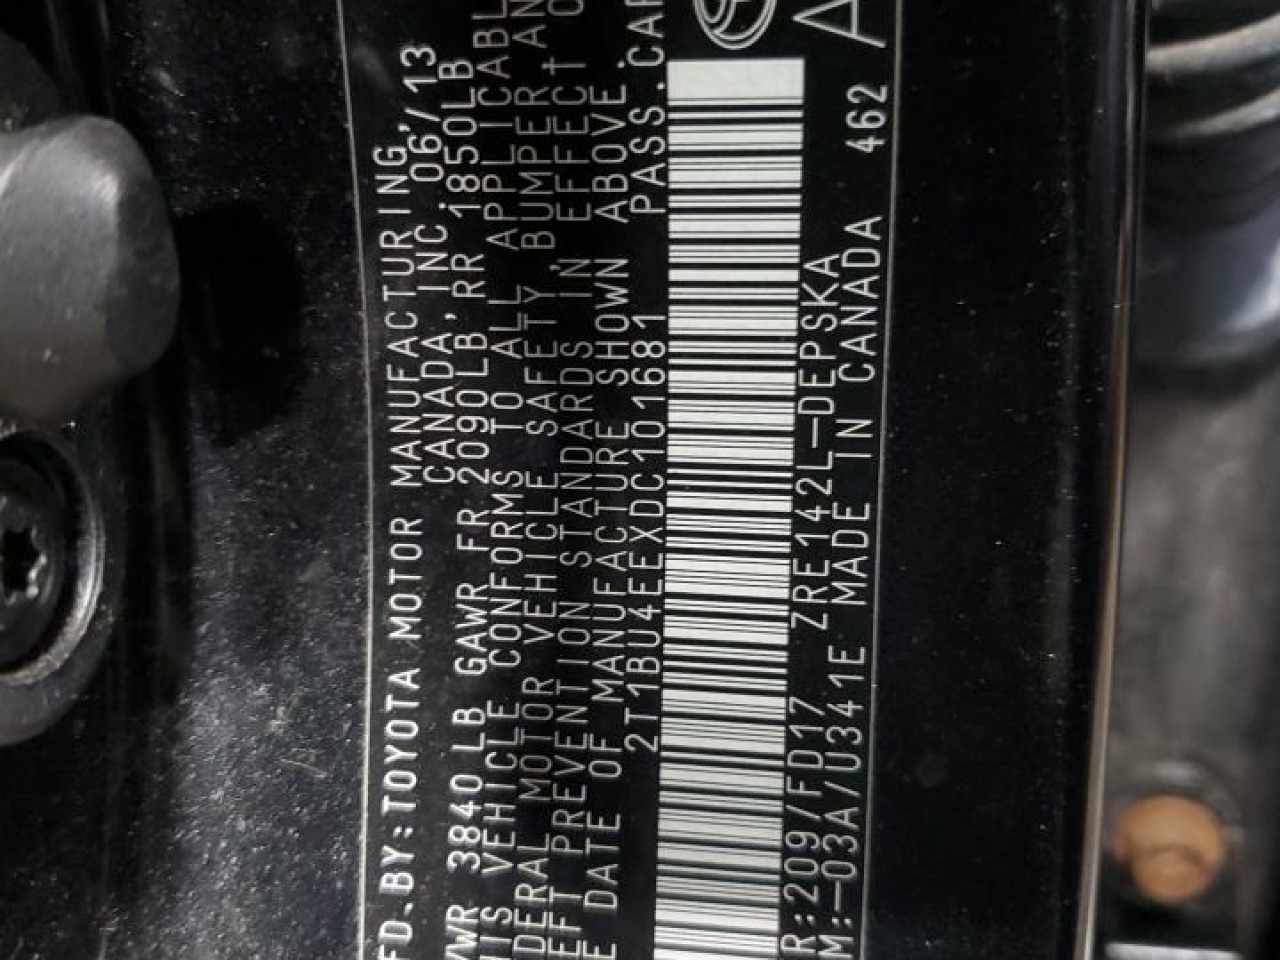 FD.BY:TOYOTA MOTOR MANUFACTURING
CANADA,INC. 06/13
VWR 3840LB GAWR FR 2090LB,RR 1850LB
HIS VEHICLE CONFORMS TO ALL APPLICABL
DERAL MOTOR VEHICLE SAFETY, BUMPER AN
EFT PREVENTION STANDARDS IN EFFECT O
E DATE OF MANUFACTURE SHOWN ABOVE.
2T1BU4EEXDC101681 PASS.CAR
R:209/FD17 ZRE142L-DEPSKA
M:-03A/U341E MADE IN CANADA 462
A